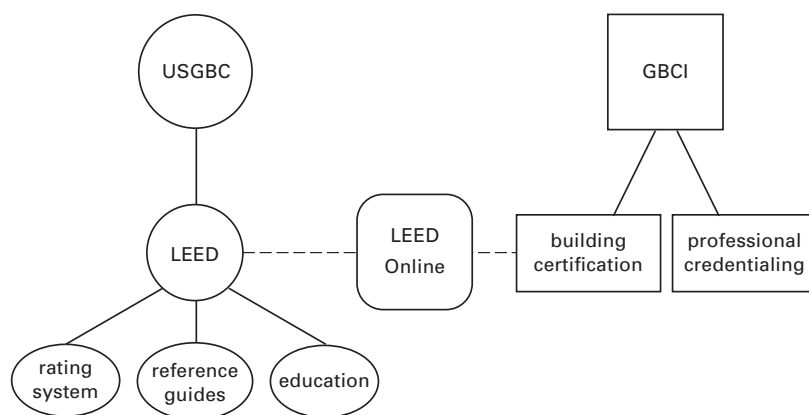 USGBC
GBCI
LEED
LEED
Online
building
certification
professional
credentialing
rating
system
reference
guides
education